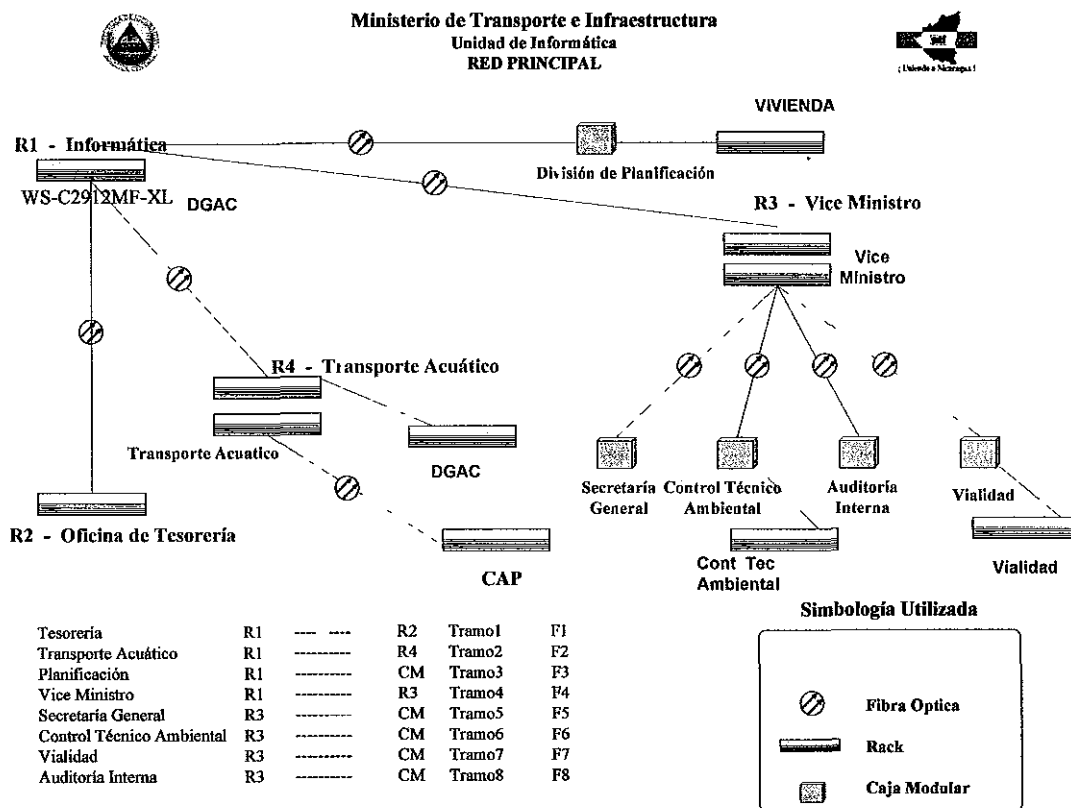 Ministerio de Transporte e Infraestructura
Unidad de Informática
RED PRINCIPAL
¡ Uniendo a Nicaragua !
VIVIENDA
R1 - Informática
WS-C2912MF-XL
DGAC
División de Planificación
R3 - Vice Ministro
Vice
Ministro
R4 - Transporte Acuático
Transporte Acuatico
DGAC
Secretaría
General
Control Técnico
Ambiental
Auditoría
Interna
Vialidad
R2 - Oficina de Tesorería
CAP
Cont Tec
Ambiental
Vialidad
Tesorería R1 ---- ---- R2 Tramo1 F1
Transporte Acuático R1 -------- R4 Tramo2 F2
Planificación R1 -------- CM Tramo3 F3
Vice Ministro R1 -------- R3 Tramo4 F4
Secretaría General R3 -------- CM Tramo5 F5
Control Técnico Ambiental R3 -------- CM Tramo6 F6
Vialidad R3 -------- CM Tramo7 F7
Auditoría Interna R3 -------- CM Tramo8 F8
Simbología Utilizada
Fibra Optica
Rack
Caja Modular